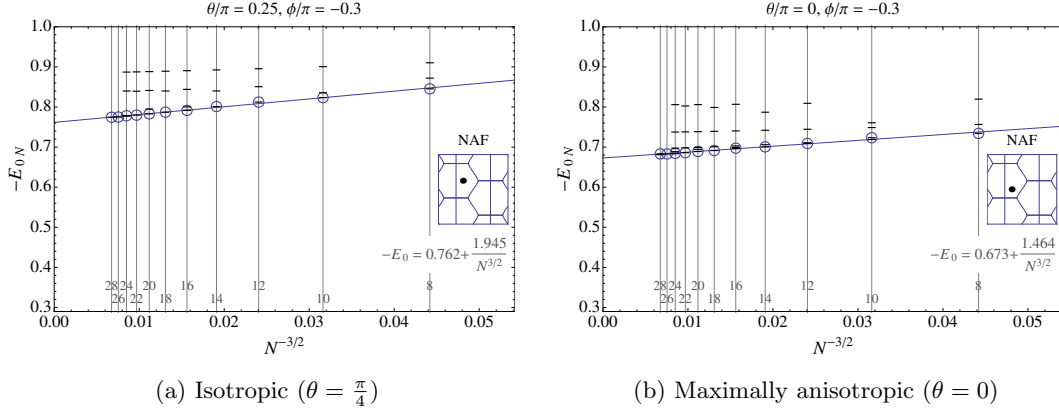 θ/π = 0.25, ϕ/π = −0.3
1.0
0.9
0.8
0.7
0.6
0.5
0.4
0.3
−E0 N
NAF
−E0 = 0.762+ 1.945/N^3/2
28 24 20 16 12 8
26 22 18 14 10
0.00 0.01 0.02 0.03 0.04 0.05
N^−3/2
(a) Isotropic (θ = π/4)
θ/π = 0, ϕ/π = −0.3
1.0
0.9
0.8
0.7
0.6
0.5
0.4
0.3
−E0 N
NAF
−E0 = 0.673+ 1.464/N^3/2
28 24 20 16 12 8
26 22 18 14 10
0.00 0.01 0.02 0.03 0.04 0.05
N^−3/2
(b) Maximally anisotropic (θ = 0)